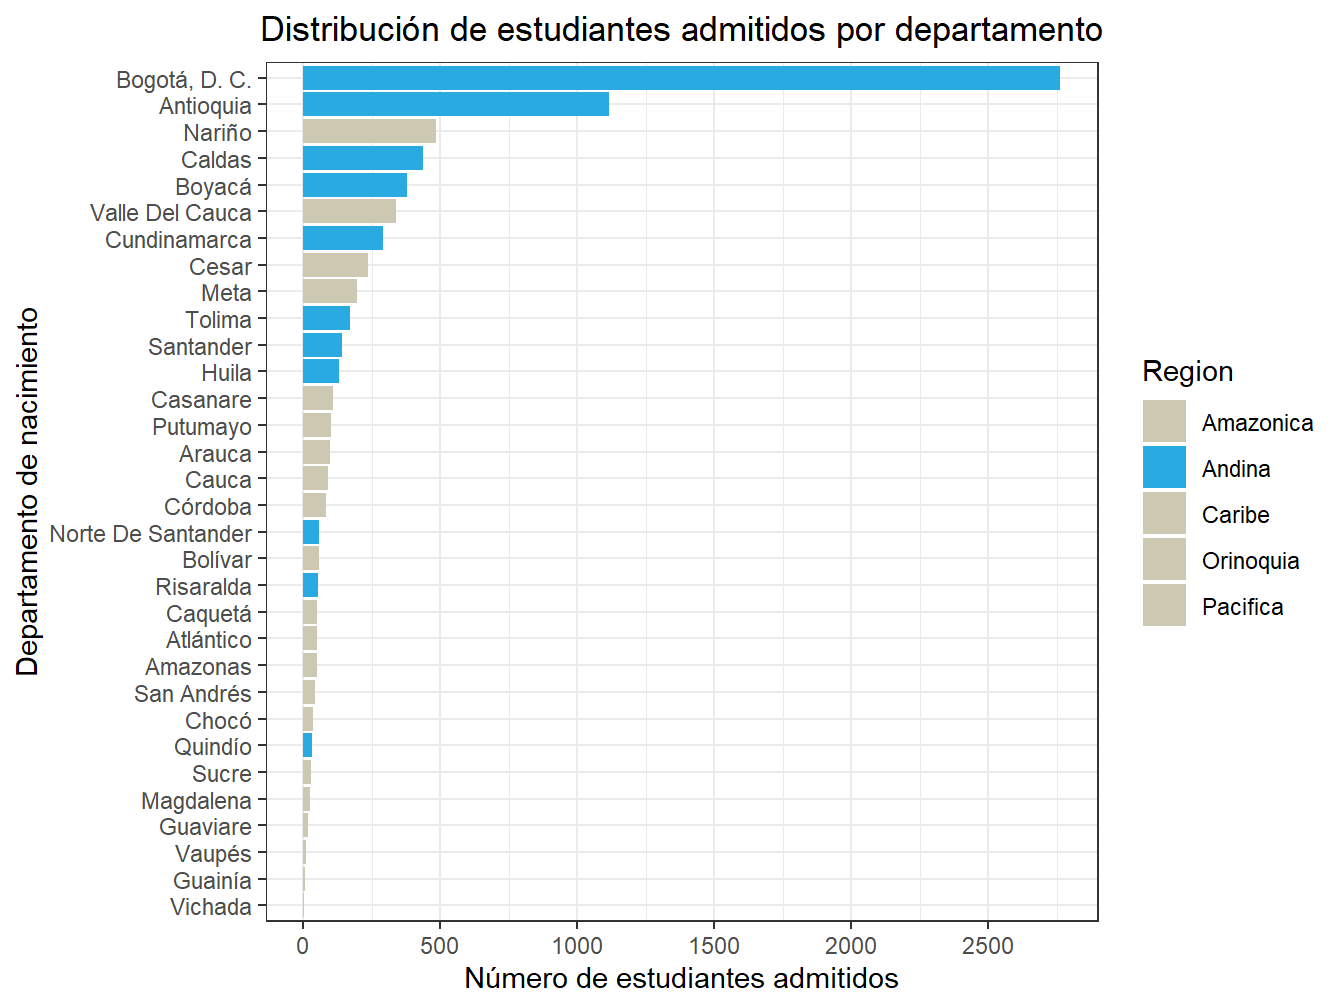 Distribución de estudiantes admitidos por departamento
Departamento de nacimiento
Bogotá, D. C.
Antioquia
Nariño
Caldas
Boyacá
Valle Del Cauca
Cundinamarca
Cesar
Meta
Tolima
Santander
Huila
Casanare
Putumayo
Arauca
Cauca
Córdoba
Norte De Santander
Bolívar
Risaralda
Caquetá
Atlántico
Amazonas
San Andrés
Chocó
Quindío
Sucre
Magdalena
Guaviare
Vaupés
Guainía
Vichada
0 500 1000 1500 2000 2500
Número de estudiantes admitidos
Region
Amazonica
Andina
Caribe
Orinoquia
Pacifica